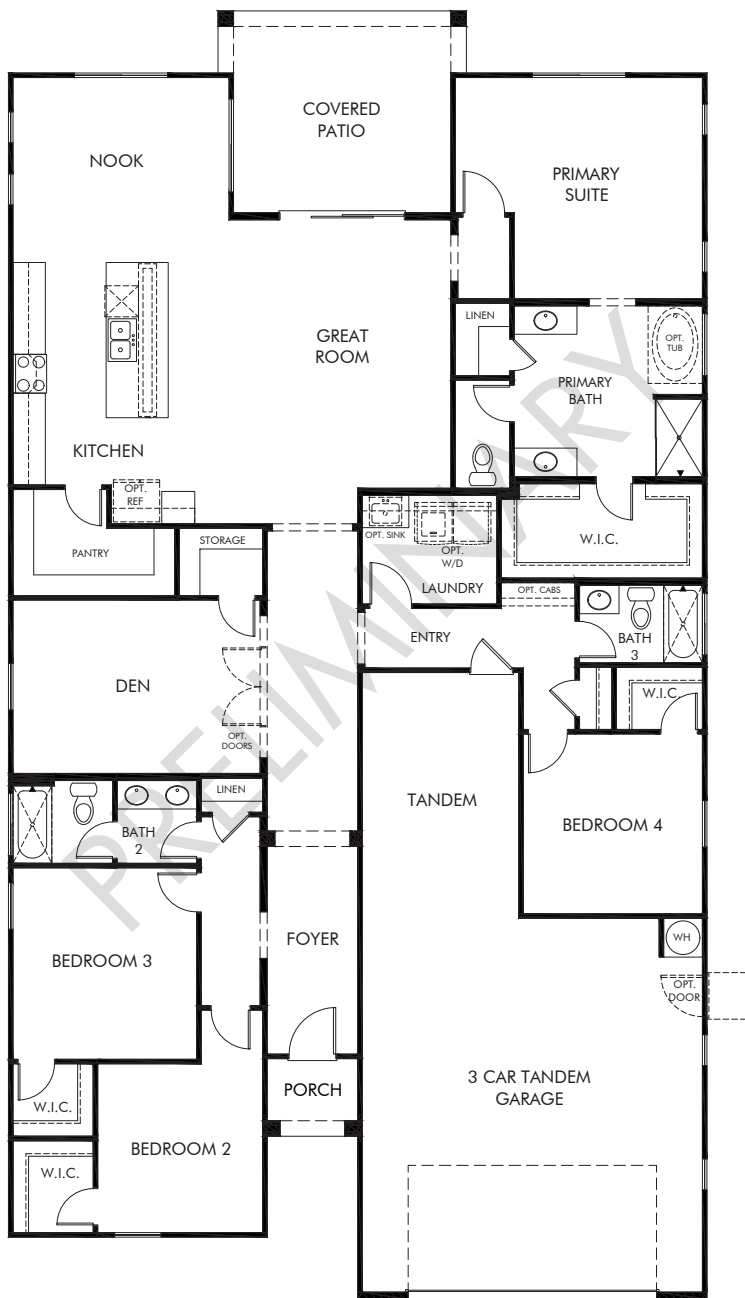 COVERED
PATIO
NOOK
PRIMARY
SUITE
LINEN
OPT.
TUB
GREAT
ROOM
PRIMARY
BATH
KITCHEN
OPT.
REF
PANTRY
STORAGE
OPT. SINK
OPT.
W/D
LAUNDRY
W.I.C.
OPT. CABS
ENTRY
BATH
3
W.I.C.
DEN
OPT.
DOORS
PRELIMINARY
LINEN
BATH
2
TANDEM
BEDROOM 4
FOYER
WH
BEDROOM 3
OPT.
DOOR
PORCH
3 CAR TANDEM
GARAGE
W.I.C.
BEDROOM 2
W.I.C.